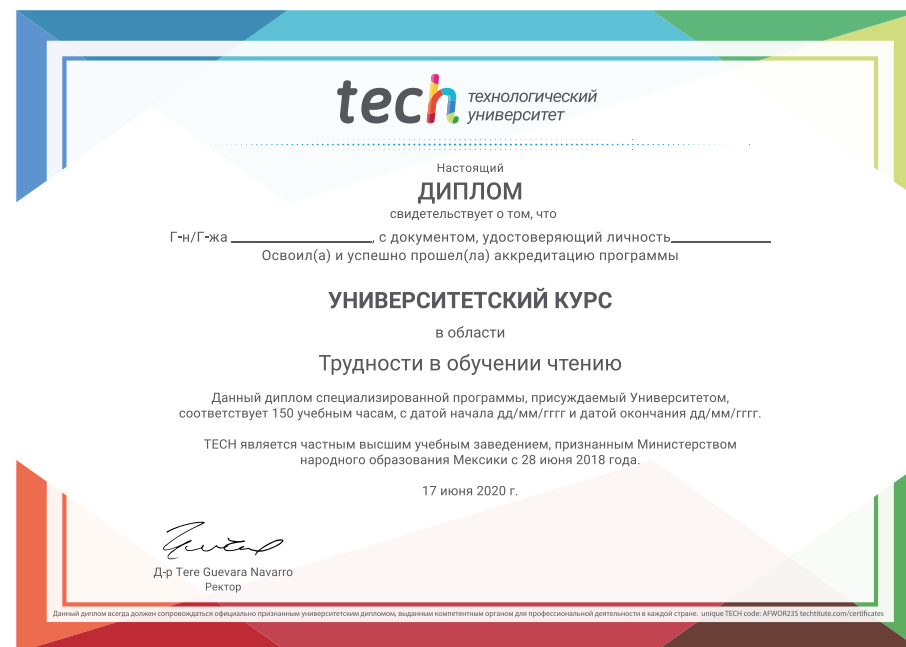 tech технологический
университет
Настоящий
ДИПЛОМ
свидетельствует о том, что
Г-н/Г-жа ____________________, с документом, удостоверяющий личность______________
Освоил(а) и успешно прошел(ла) аккредитацию программы
УНИВЕРСИТЕТСКИЙ КУРС
в области
Трудности в обучении чтению
Данный диплом специализированной программы, присуждаемый Университетом,
соответствует 150 учебным часам, с датой начала дд/мм/гггг и датой окончания дд/мм/гггг.
TECH является частным высшим учебным заведением, признанным Министерством
народного образования Мексики с 28 июня 2018 года.
17 июня 2020 г.
Д-р Tere Guevara Navarro
Ректор
Данный диплом всегда должен сопровождаться официально признанным университетским дипломом, выданным компетентным органом для профессиональной деятельности в каждой стране. unique TECH code: AFWOR23S techtitute.com/certificates